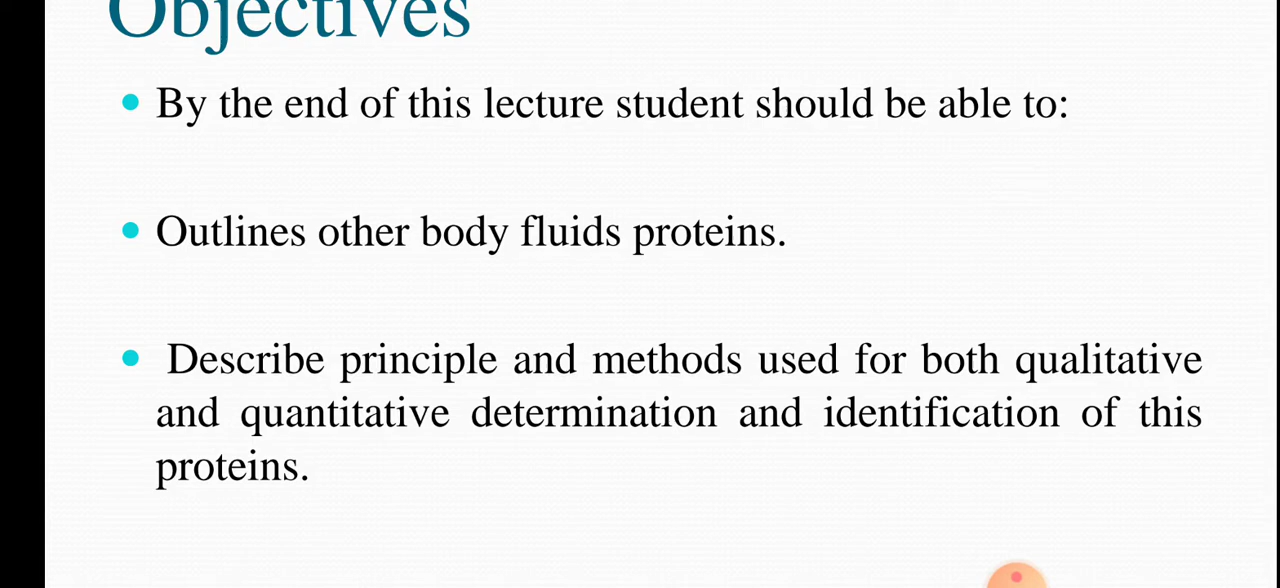 Objectives
By the end of this lecture student should be able to:
Outlines other body fluids proteins.
Describe principle and methods used for both qualitative
and quantitative determination and identification of this
proteins.